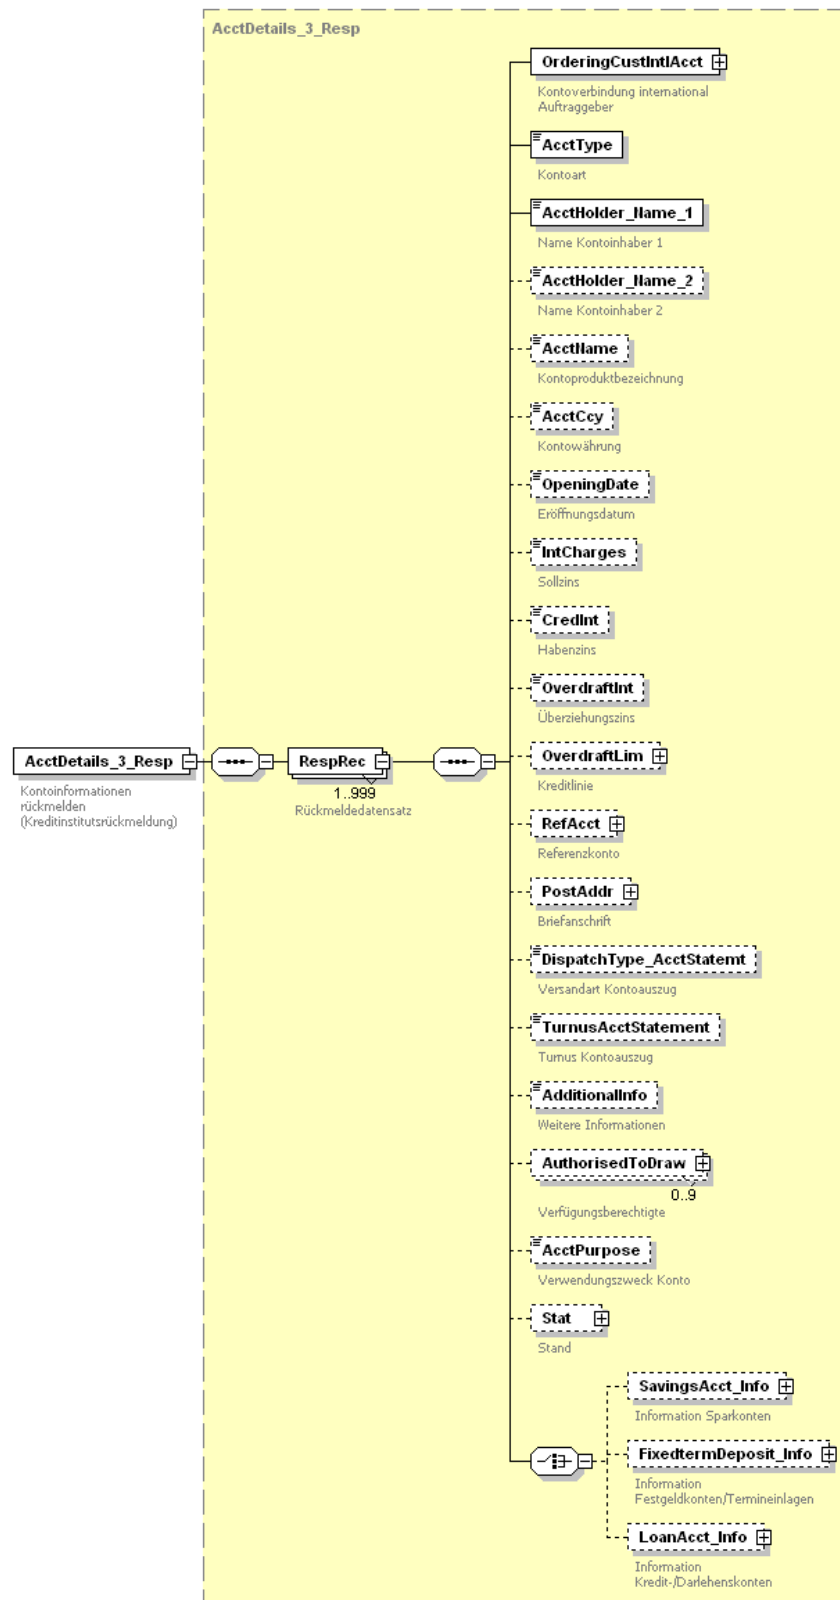 AcctDetails_3_Resp
OrderingCustIntlAcct
Kontoverbindung international
Auftraggeber
AcctType
Kontoart
AcctHolder_Name_1
Name Kontoinhaber 1
AcctHolder_Name_2
Name Kontoinhaber 2
AcctName
Kontoproduktbezeichnung
AcctCcy
Kontowährung
OpeningDate
Eröffnungsdatum
IntCharges
Sollzins
CredInt
Habenzins
OverdraftInt
Überziehungszins
AcctDetails_3_Resp
Kontoinformationen
rückmelden
(Kreditinstitutsrückmeldung)
RespRec
1..999
Rückmeldedatensatz
OverdraftLim
Kreditlinie
RefAcct
Referenzkonto
PostAddr
Briefanschrift
DispatchType_AcctStatemt
Versandart Kontoauszug
TurnusAcctStatement
Turnus Kontoauszug
AdditionalInfo
Weitere Informationen
AuthorisedToDraw
0..9
Verfügungsberechtigte
AcctPurpose
Verwendungszweck Konto
Stat
Stand
SavingsAcct_Info
Information Sparkonten
FixedtermDeposit_Info
Information
Festgeldkonten/Termineinlagen
LoanAcct_Info
Information
Kredit-/Darlehenskonten